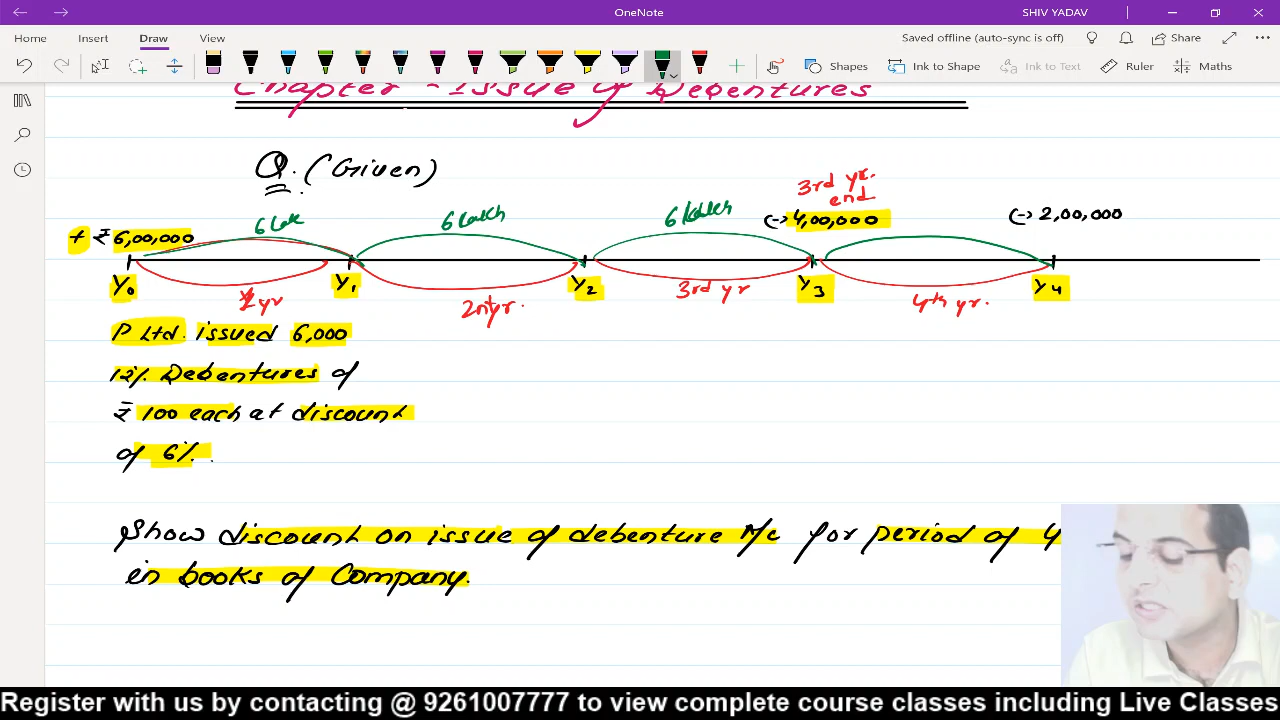 OneNote
SHIV YADAV
Home Insert Draw View
Saved offline (auto-sync is off) Share
Shapes Ink to Shape Ink to Text Ruler Maths
Chapter - Issue of Debentures
Q. (Given)
3rd yr.
end
6 lak 6 lakh 6 lakh (-) 4,00,000 (-) 2,00,000
+ ₹ 6,00,000
Y0 Y1 Y2 Y3 Y4
yr yr. 3rd yr 4th yr.
P Ltd. issued 6,000
12% Debentures of
₹ 100 each at discount
of 6%.
Show discount on issue of debenture A/c for period of 4
in books of Company.
Register with us by contacting @ 9261007777 to view complete course classes including Live Classes